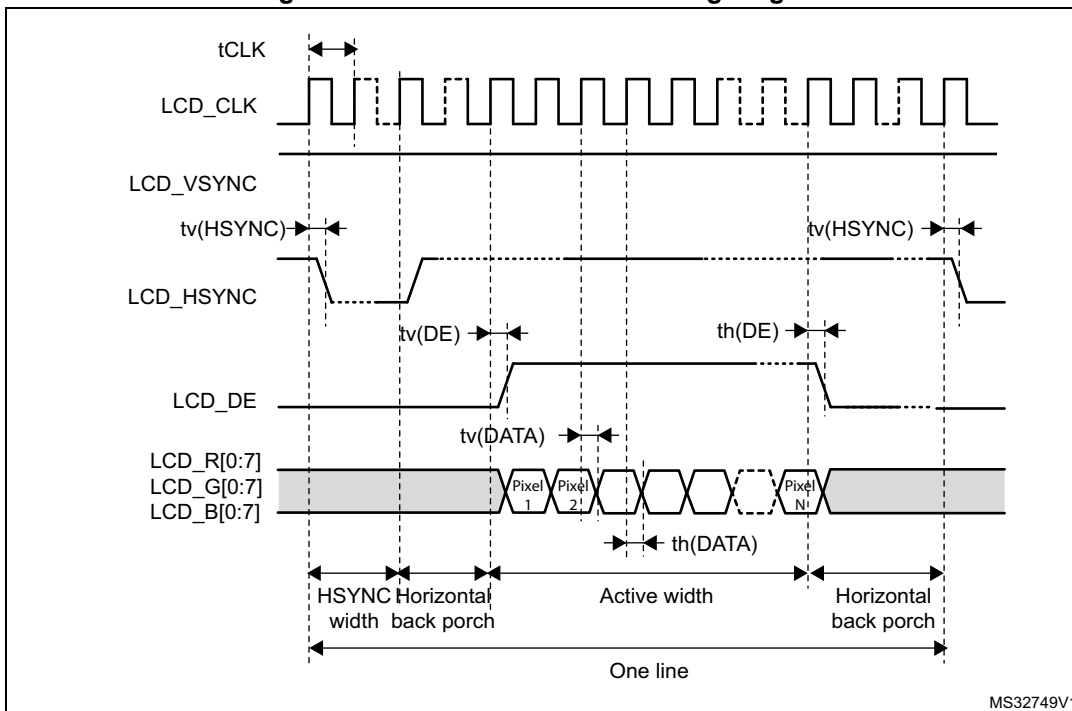 tCLK
LCD_CLK
LCD_VSYNC
tv(HSYNC)
tv(HSYNC)
LCD_HSYNC
tv(DE)
th(DE)
LCD_DE
tv(DATA)
LCD_R[0:7]
LCD_G[0:7]
LCD_B[0:7]
Pixel
1
Pixel
2
Pixel
N
th(DATA)
HSYNC
width
Horizontal
back porch
Active width
Horizontal
back porch
One line
MS32749V1